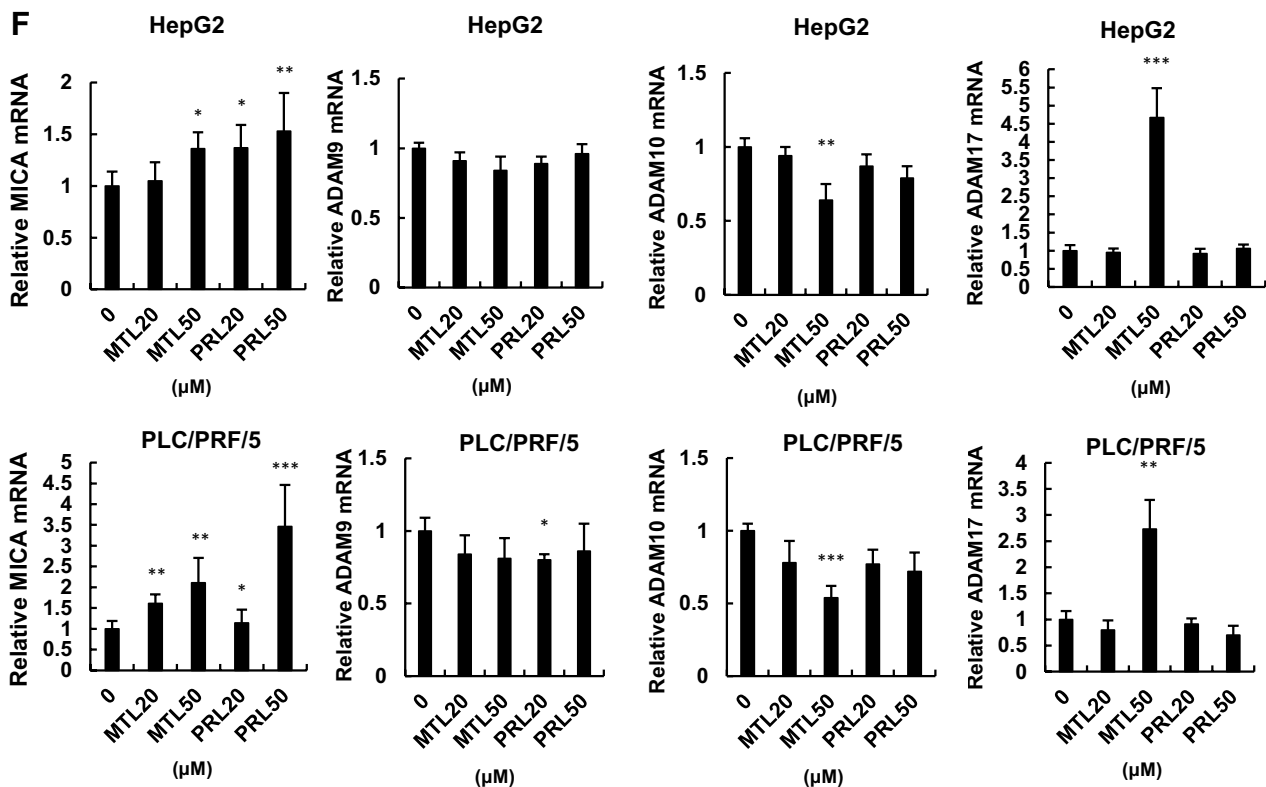 F
HepG2
Relative MICA mRNA
2
1.5
1
0.5
0
*
*
**
0
MTL20
MTL50
PRL20
PRL50
(µM)
HepG2
Relative ADAM9 mRNA
1.5
1
0.5
0
0
MTL20
MTL50
PRL20
PRL50
(µM)
HepG2
Relative ADAM10 mRNA
1.5
1
0.5
0
**
0
MTL20
MTL50
PRL20
PRL50
(µM)
HepG2
Relative ADAM17 mRNA
6
5.5
5
4.5
4
3.5
3
2.5
2
1.5
1
0.5
0
***
0
MTL20
MTL50
PRL20
PRL50
(µM)
PLC/PRF/5
Relative MICA mRNA
5
4.5
4
3.5
3
2.5
2
1.5
1
0.5
0
**
**
*
***
0
MTL20
MTL50
PRL20
PRL50
(µM)
PLC/PRF/5
Relative ADAM9 mRNA
1.5
1
0.5
0
*
0
MTL20
MTL50
PRL20
PRL50
(µM)
PLC/PRF/5
Relative ADAM10 mRNA
1.5
1
0.5
0
***
0
MTL20
MTL50
PRL20
PRL50
(µM)
PLC/PRF/5
Relative ADAM17 mRNA
4
3.5
3
2.5
2
1.5
1
0.5
0
**
0
MTL20
MTL50
PRL20
PRL50
(µM)